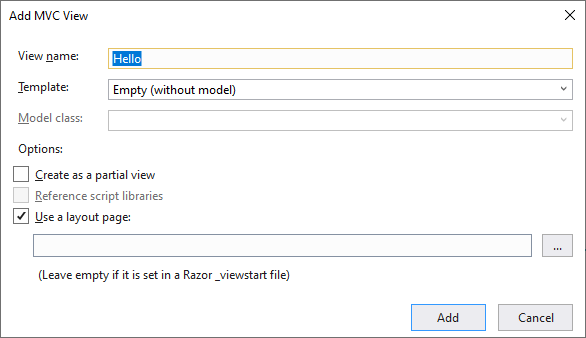 Add MVC View
View name: Hello
Template: Empty (without model)
Model class:
Options:
Create as a partial view
Reference script libraries
Use a layout page:
...
(Leave empty if it is set in a Razor _viewstart file)
Add Cancel